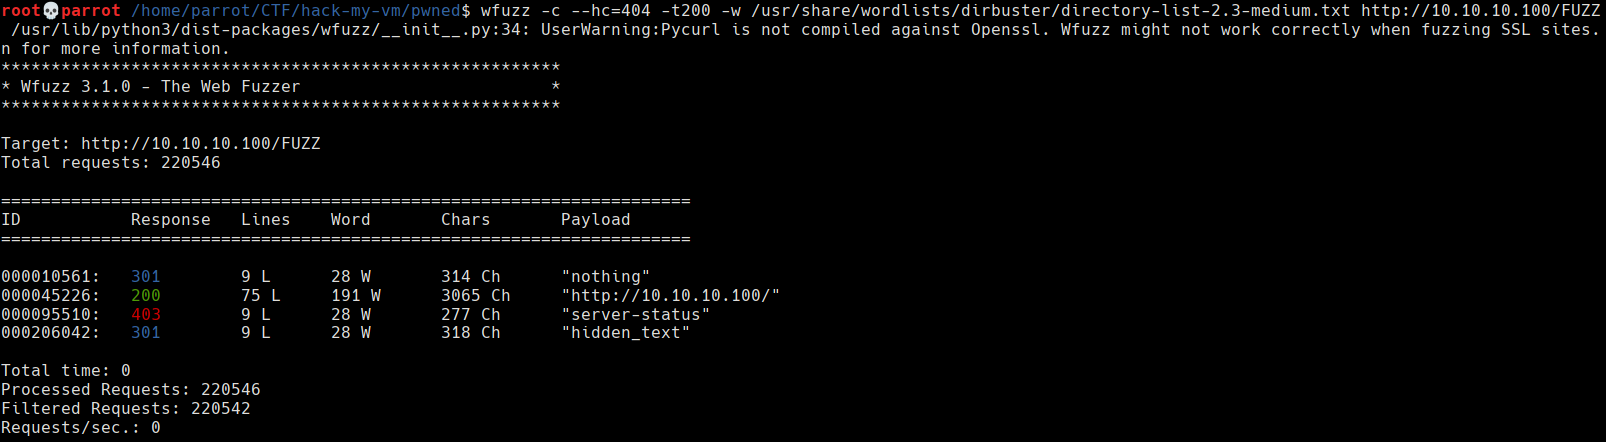 root💀parrot /home/parrot/CTF/hack-my-vm/pwned$ wfuzz -c --hc=404 -t200 -w /usr/share/wordlists/dirbuster/directory-list-2.3-medium.txt http://10.10.10.100/FUZZ
/usr/lib/python3/dist-packages/wfuzz/__init__.py:34: UserWarning:Pycurl is not compiled against Openssl. Wfuzz might not work correctly when fuzzing SSL sites.
n for more information.
********************************************************
* Wfuzz 3.1.0 - The Web Fuzzer                         *
********************************************************
Target: http://10.10.10.100/FUZZ
Total requests: 220546
=====================================================================
ID           Response   Lines    Word       Chars       Payload
=====================================================================
000010561:   301        9 L      28 W       314 Ch      "nothing"
000045226:   200        75 L     191 W      3065 Ch     "http://10.10.10.100/"
000095510:   403        9 L      28 W       277 Ch      "server-status"
000206042:   301        9 L      28 W       318 Ch      "hidden_text"
Total time: 0
Processed Requests: 220546
Filtered Requests: 220542
Requests/sec.: 0